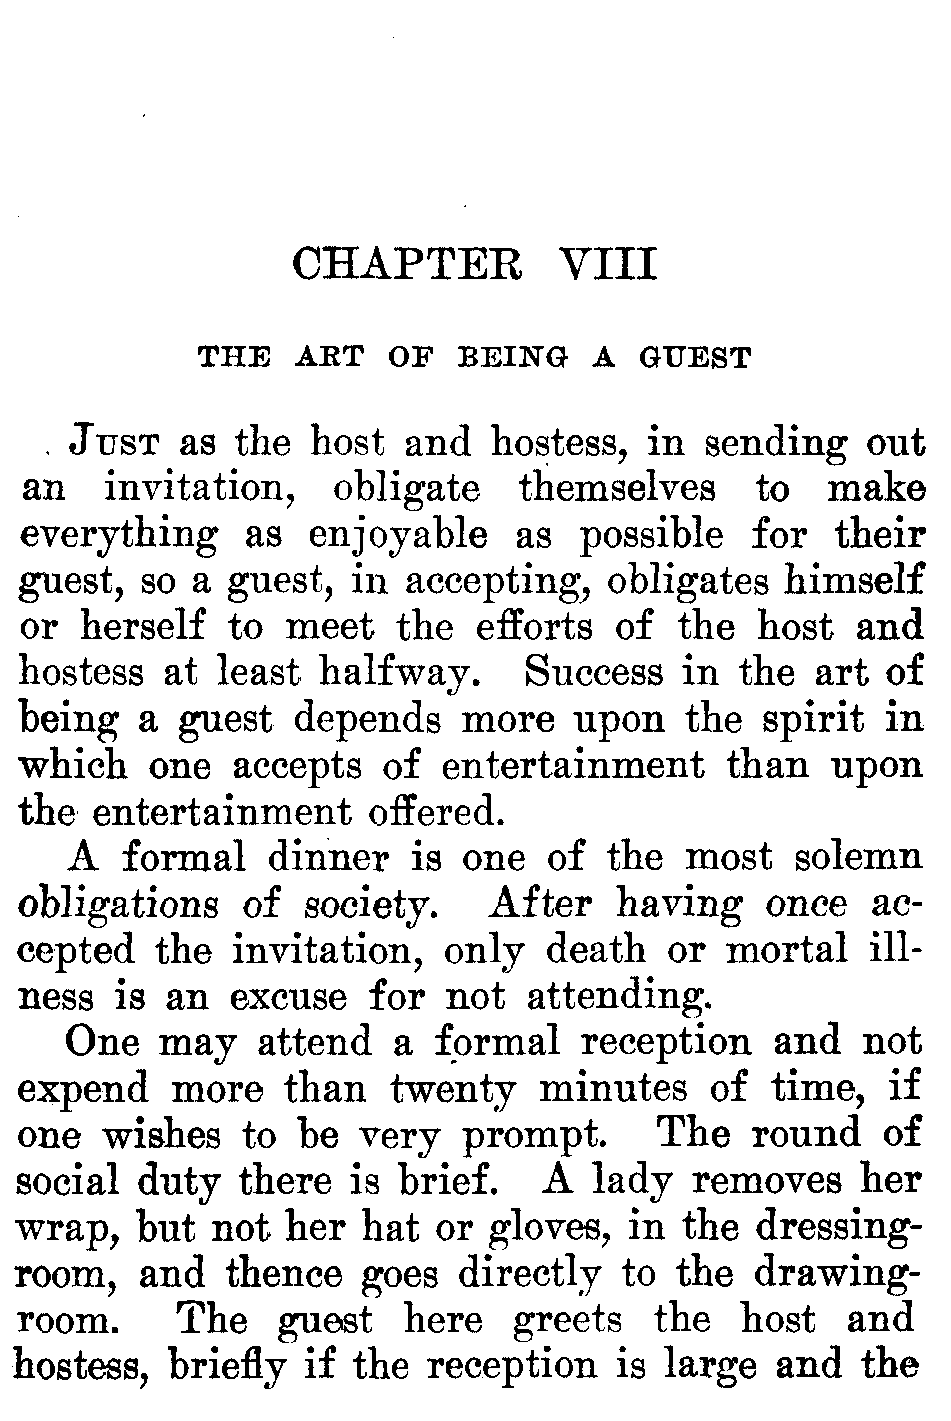 CHAPTER VIII
THE ART OF BEING A GUEST
JUST as the host and hostess, in sending out
an invitation, obligate themselves to make
everything as enjoyable as possible for their
guest, so a guest, in accepting, obligates himself
or herself to meet the efforts of the host and
hostess at least halfway. Success in the art of
being a guest depends more upon the spirit in
which one accepts of entertainment than upon
the entertainment offered.
A formal dinner is one of the most solemn
obligations of society. After having once ac-
cepted the invitation, only death or mortal ill-
ness is an excuse for not attending.
One may attend a formal reception and not
expend more than twenty minutes of time, if
one wishes to be very prompt. The round of
social duty there is brief. A lady removes her
wrap, but not her hat or gloves, in the dressing-
room, and thence goes directly to the drawing-
room. The guest here greets the host and
hostess, briefly if the reception is large and the